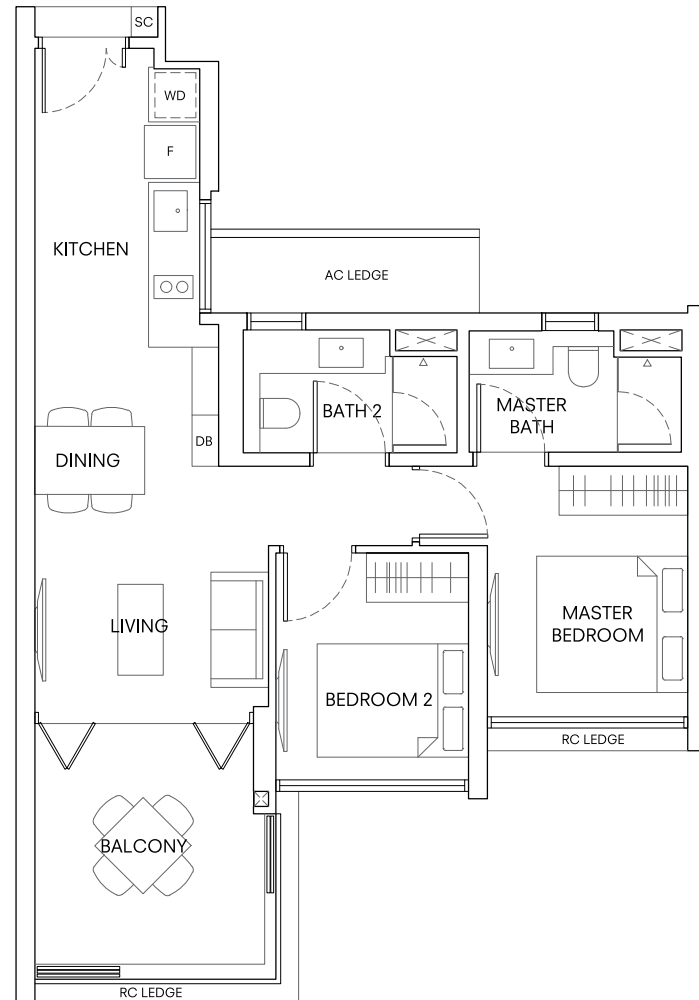 SC
WD
F
KITCHEN
AC LEDGE
BATH 2
MASTER
BATH
DB
DINING
LIVING
MASTER
BEDROOM
BEDROOM 2
RC LEDGE
BALCONY
RC LEDGE